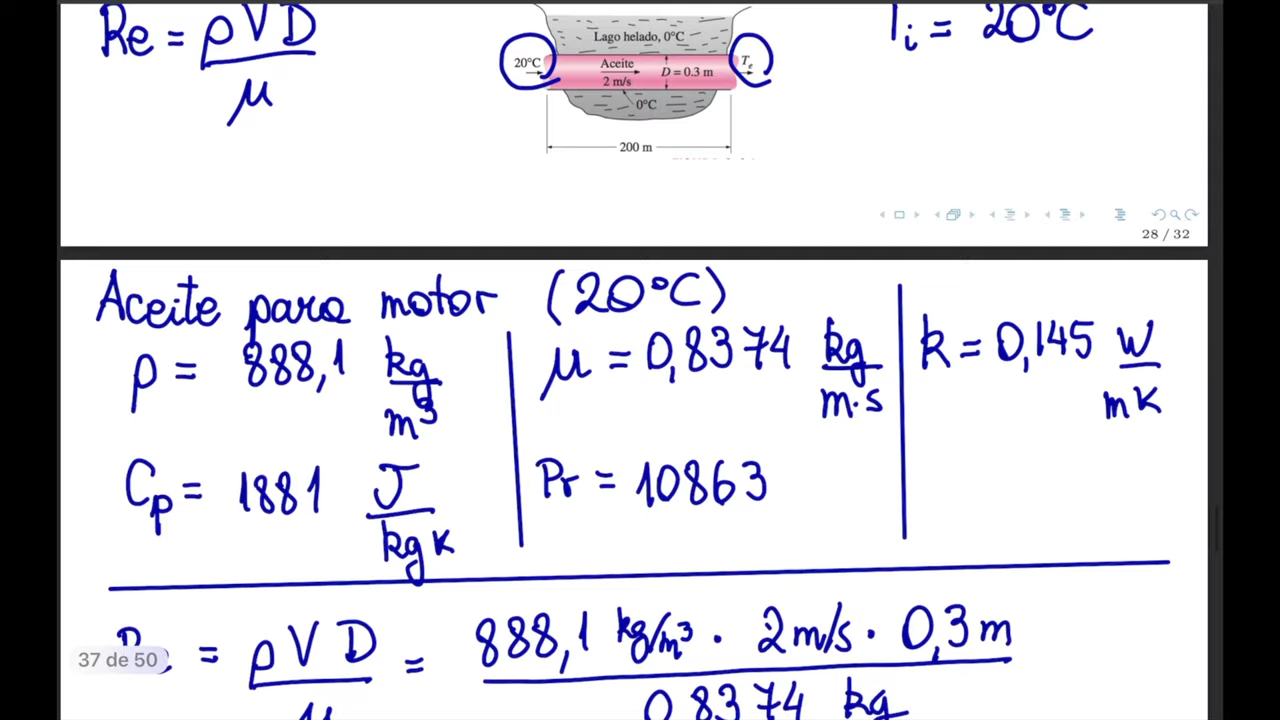 Re = ρVD / μ
Lago helado, 0°C
20°C
Aceite
2 m/s
D = 0.3 m
Te
0°C
200 m
Ti = 20°C
28 / 32
Aceite para motor (20°C)
ρ = 888,1 kg/m³
μ = 0,8374 kg/m·s
k = 0,145 W/mK
Cp = 1881 J/kgK
Pr = 10863
= ρVD / μ = 888,1 kg/m³ · 2m/s · 0,3m
0,8374 kg
37 de 50